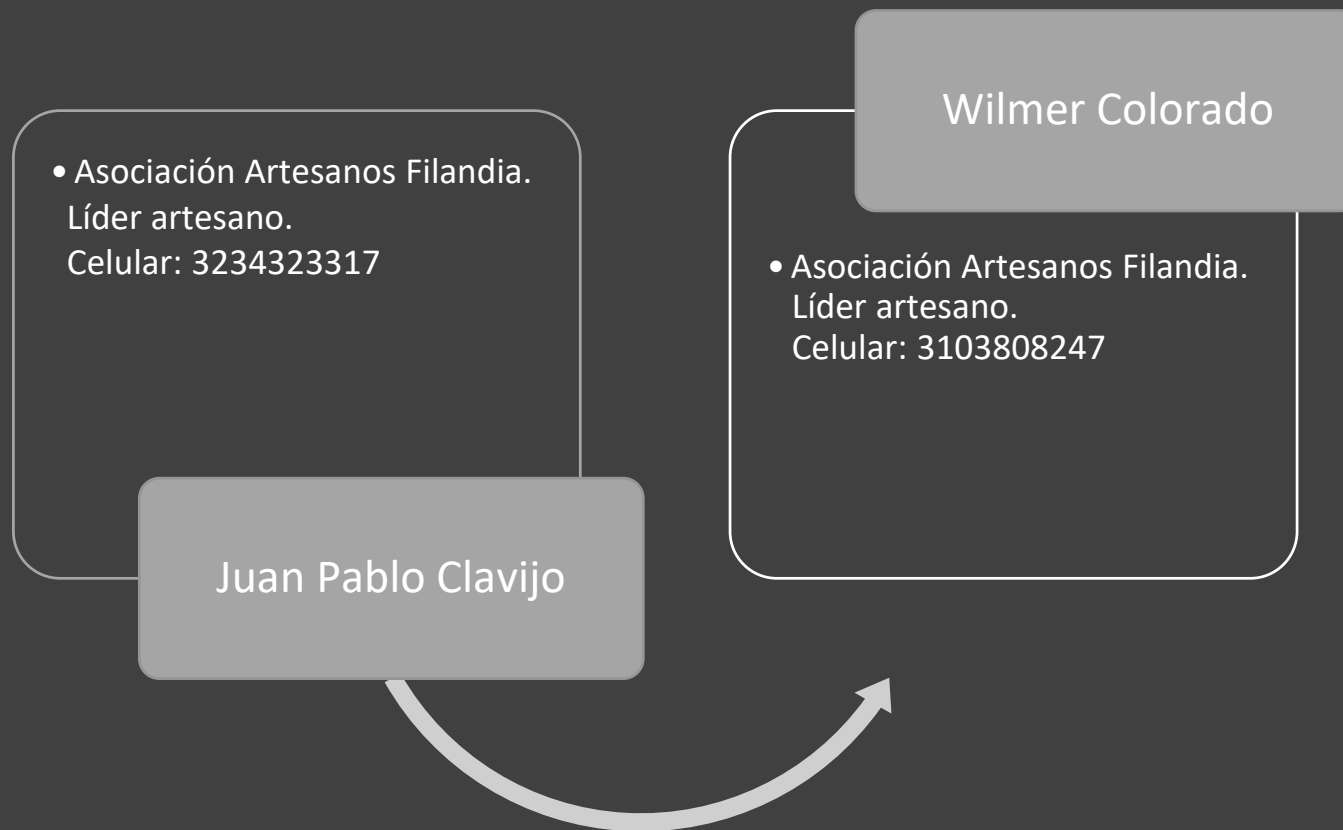 • Asociación Artesanos Filandia.
Líder artesano.
Celular: 3234323317
Juan Pablo Clavijo
Wilmer Colorado
• Asociación Artesanos Filandia.
Líder artesano.
Celular: 3103808247